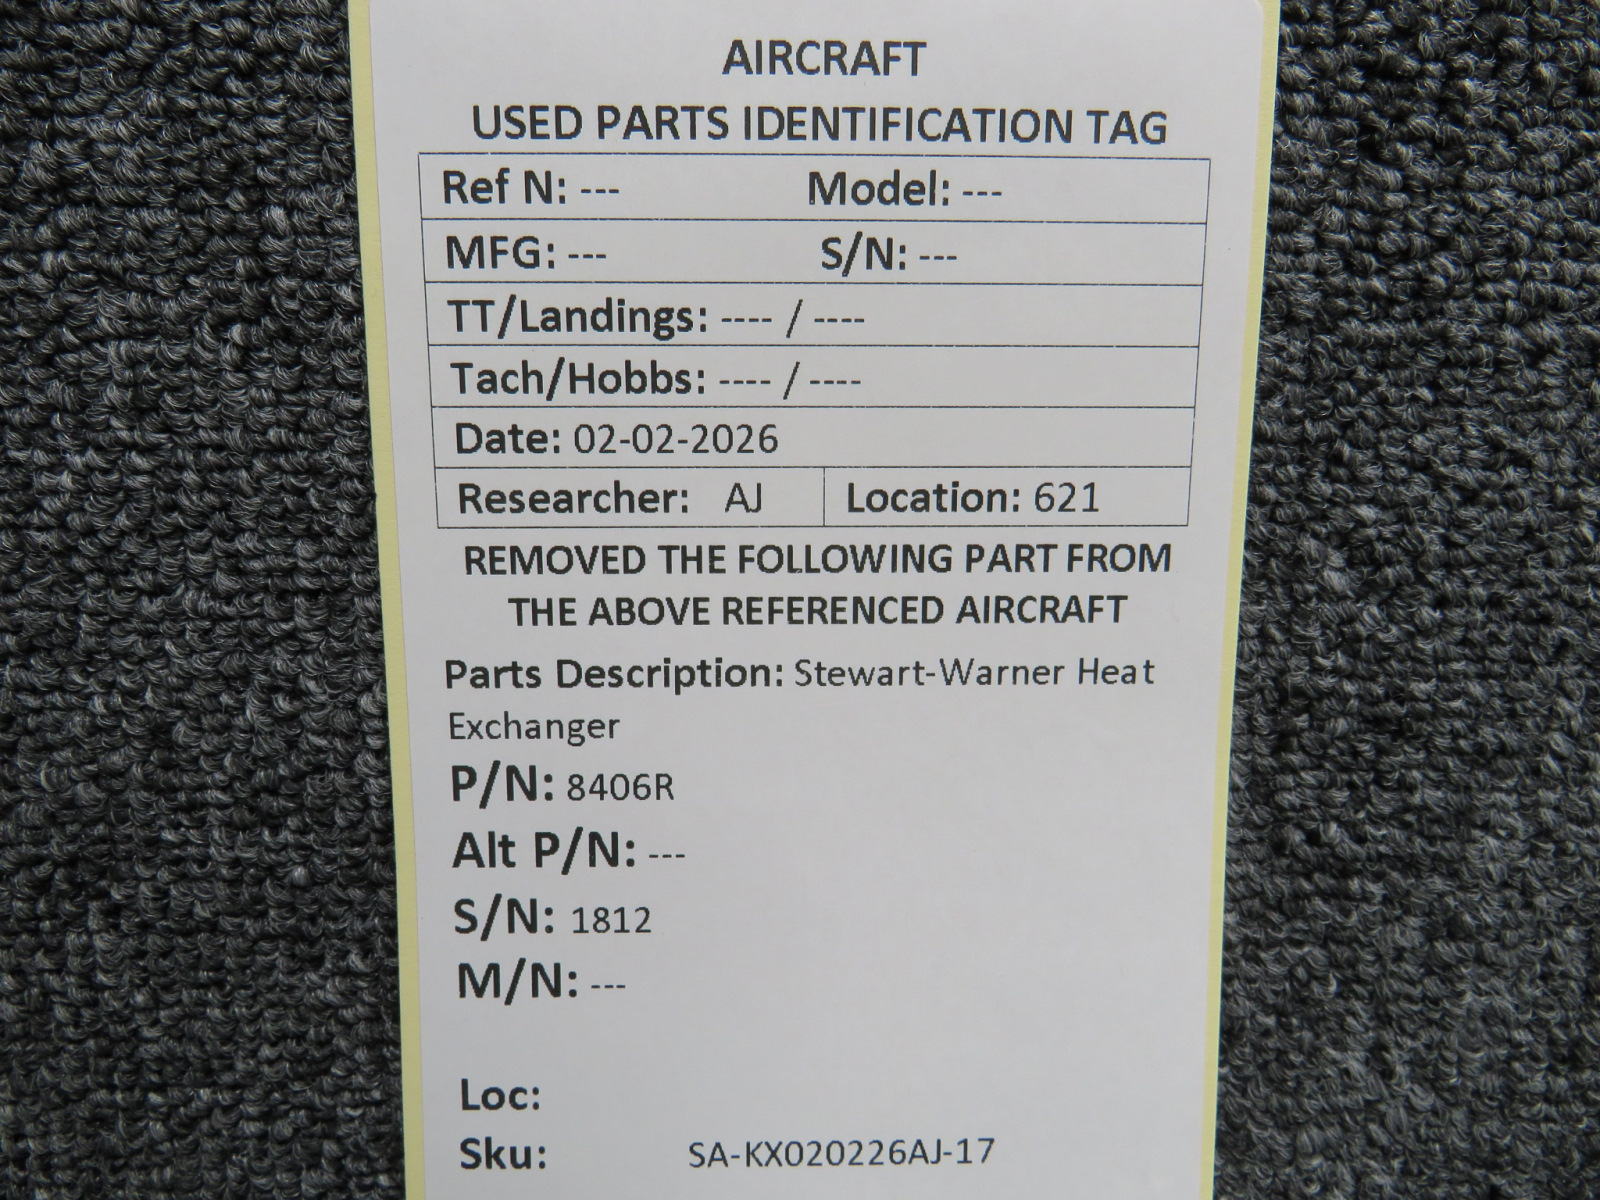 AIRCRAFT
USED PARTS IDENTIFICATION TAG
Ref N: --- Model: ---
MFG: --- S/N: ---
TT/Landings: ---- / ----
Tach/Hobbs: ---- / ----
Date: 02-02-2026
Researcher: AJ Location: 621
REMOVED THE FOLLOWING PART FROM
THE ABOVE REFERENCED AIRCRAFT
Parts Description: Stewart-Warner Heat
Exchanger
P/N: 8406R
Alt P/N: ---
S/N: 1812
M/N: ---
Loc:
Sku: SA-KX020226AJ-17